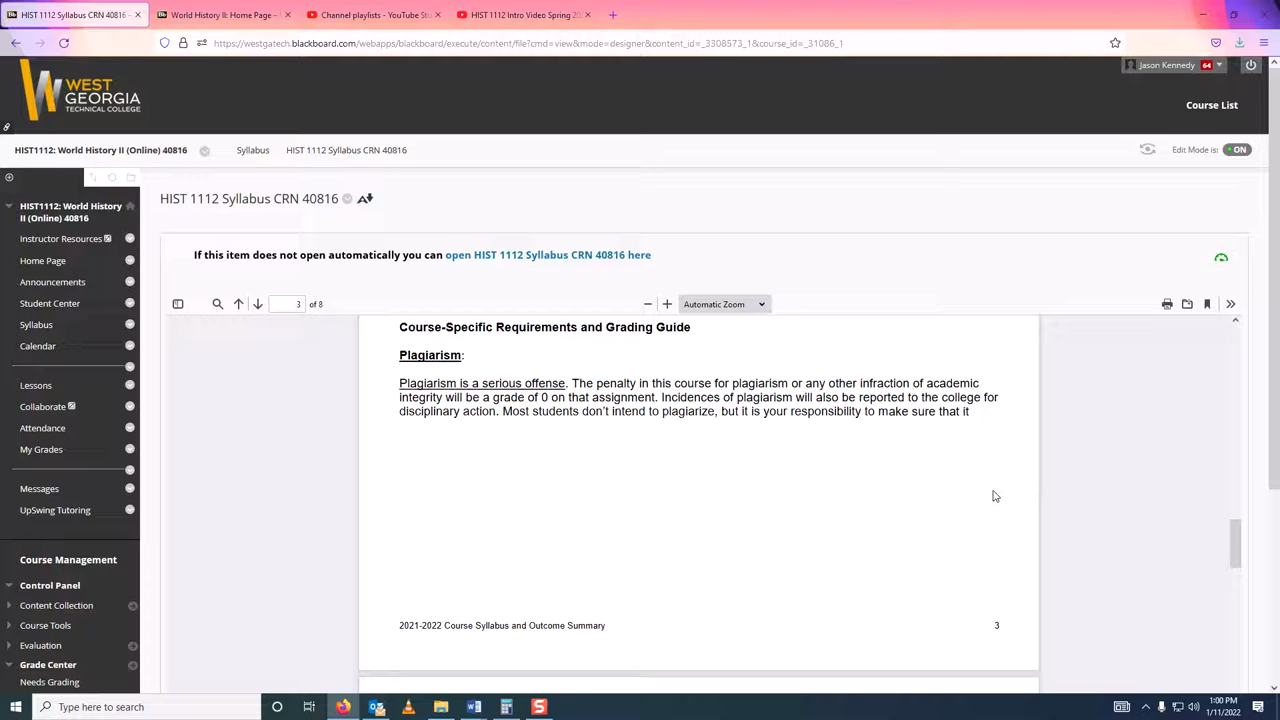 HIST 1112 Syllabus CRN 40816 –
World History II: Home Page –
Channel playlists - YouTube Stu
HIST 1112 Intro Video Spring 20
https://westgatech.blackboard.com/webapps/blackboard/execute/content/file?cmd=view&mode=designer&content_id=_3308573_1&course_id=_31086_1
WEST
GEORGIA
TECHNICAL COLLEGE
Jason Kennedy 64
Course List
HIST1112: World History II (Online) 40816
Syllabus
HIST 1112 Syllabus CRN 40816
Edit Mode is: ON
HIST 1112 Syllabus CRN 40816
HIST1112: World History
II (Online) 40816
Instructor Resources
Home Page
Announcements
Student Center
Syllabus
Calendar
Lessons
Collaborate
Attendance
My Grades
Messages
UpSwing Tutoring
Course Management
Control Panel
Content Collection
Course Tools
Evaluation
Grade Center
Needs Grading
If this item does not open automatically you can open HIST 1112 Syllabus CRN 40816 here
3 of 8
Automatic Zoom
Course-Specific Requirements and Grading Guide
Plagiarism:
Plagiarism is a serious offense. The penalty in this course for plagiarism or any other infraction of academic
integrity will be a grade of 0 on that assignment. Incidences of plagiarism will also be reported to the college for
disciplinary action. Most students don’t intend to plagiarize, but it is your responsibility to make sure that it
2021-2022 Course Syllabus and Outcome Summary
3
Type here to search
1:00 PM
1/11/2022